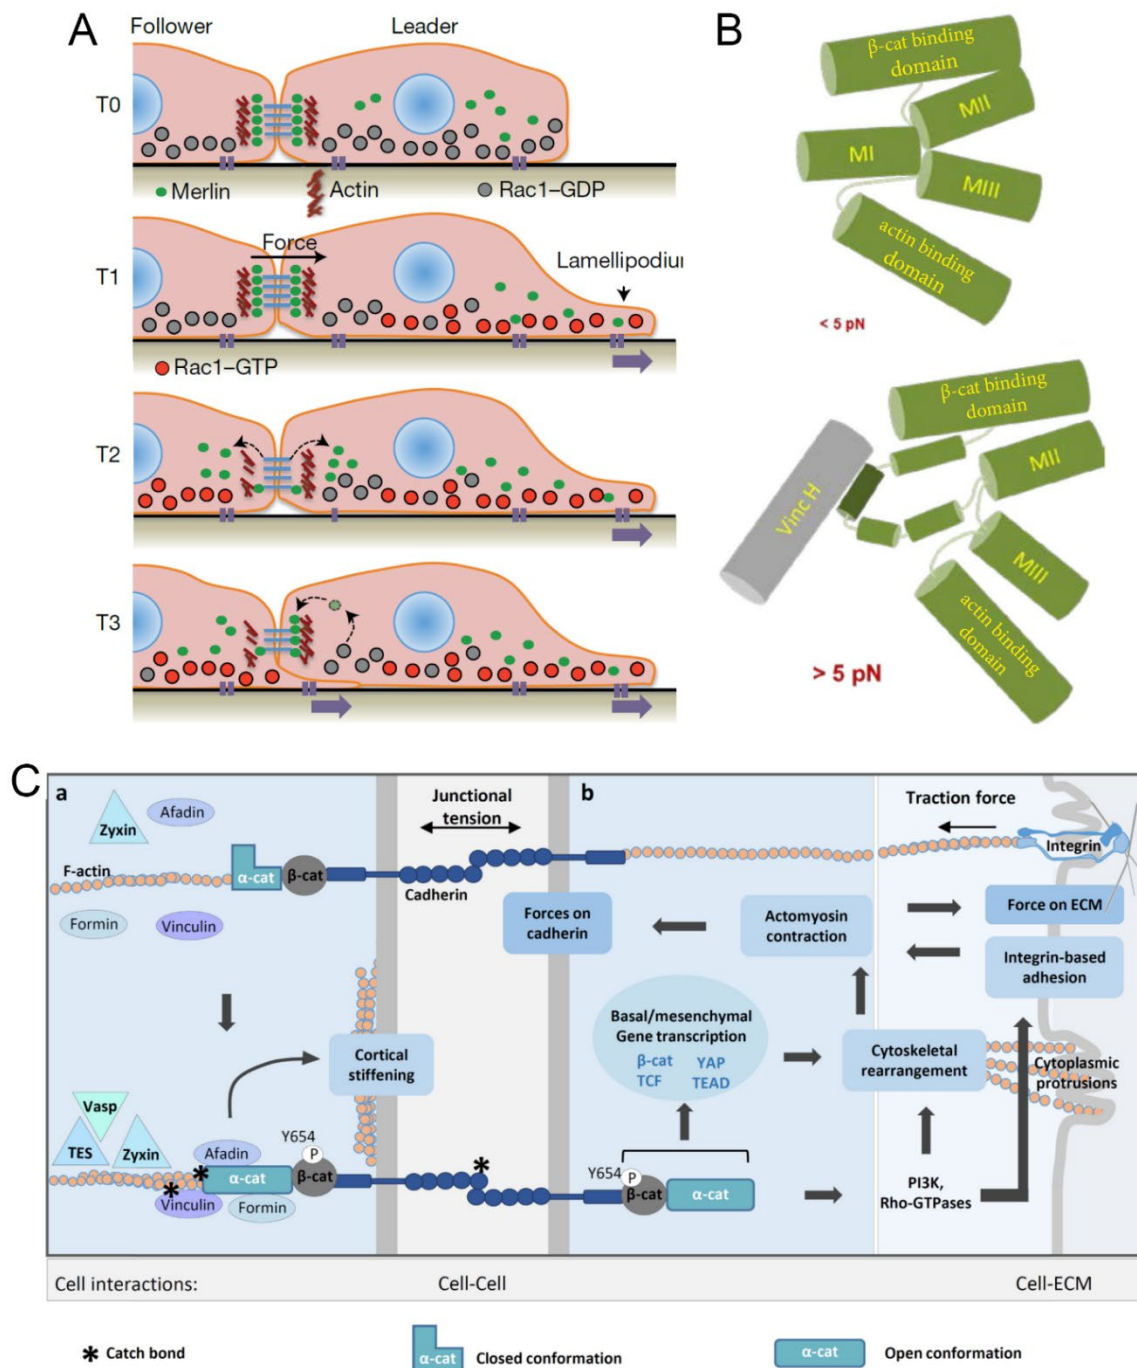 A
Follower
Leader
T0
Merlin
Actin
Rac1–GDP
Force
T1
Lamellipodiu
Rac1–GTP
T2
T3
B
β-cat binding
domain
MII
MI
MIII
actin binding
domain
< 5 pN
β-cat binding
domain
Vinc H
MII
MIII
actin binding
domain
> 5 pN
C
a
Zyxin
Afadin
F-actin
α-cat
β-cat
Formin
Vinculin
Cortical
stiffening
Vasp
TES
Zyxin
Afadin
Y654
P
α-cat
β-cat
Vinculin
Formin
*
*
Junctional
tension
Cadherin
*
b
Forces on
cadherin
Actomyosin
contraction
Basal/mesenchymal
Gene transcription
β-cat YAP
TCF TEAD
Y654
P
β-cat
α-cat
Traction force
Integrin
Force on ECM
Integrin-based
adhesion
Cytoskeletal
rearrangement
Cytoplasmic
protrusions
PI3K,
Rho-GTPases
Cell interactions: Cell-Cell Cell-ECM
* Catch bond α-cat Closed conformation α-cat Open conformation